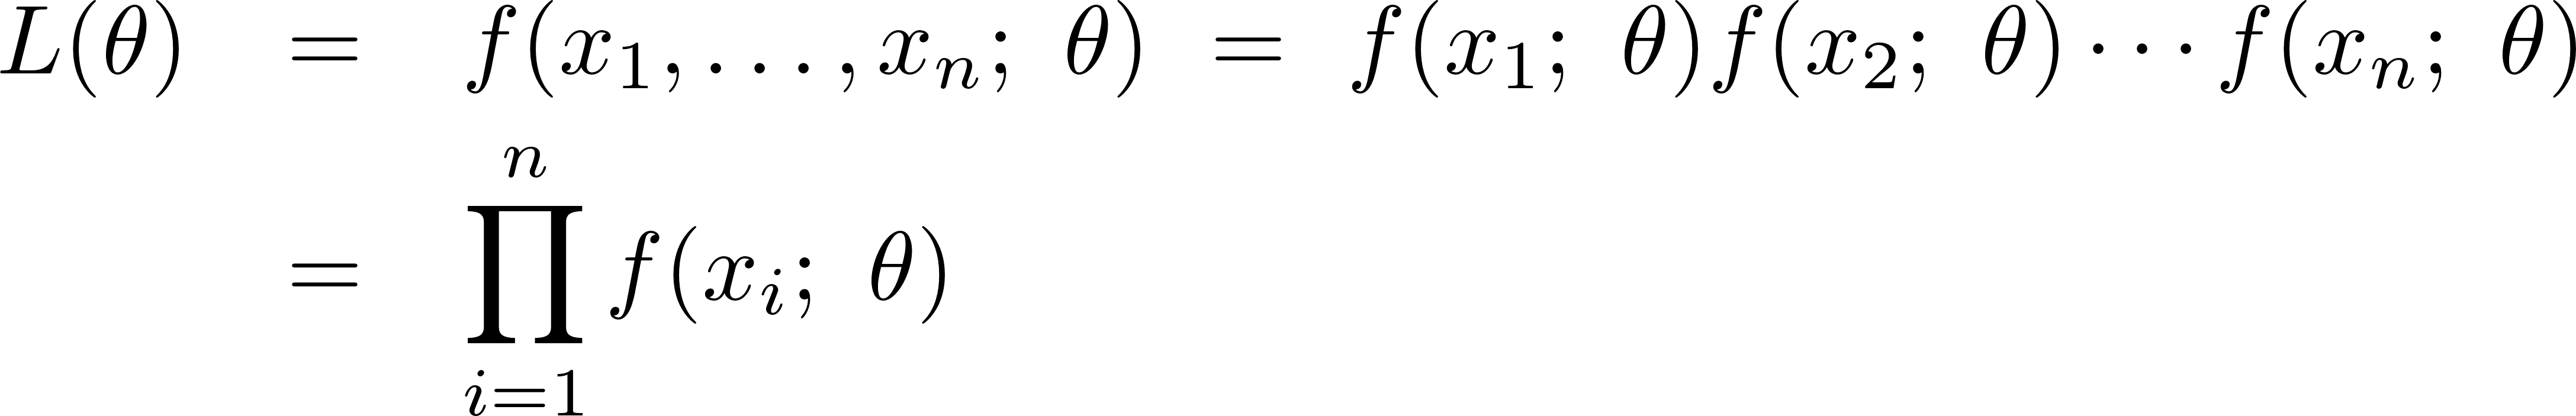 L(θ) = f(x₁, . . . , xₙ; θ) = f(x₁; θ)f(x₂; θ) · · · f(xₙ; θ)
= ∏ᵢ₌₁ⁿ f(xᵢ; θ)